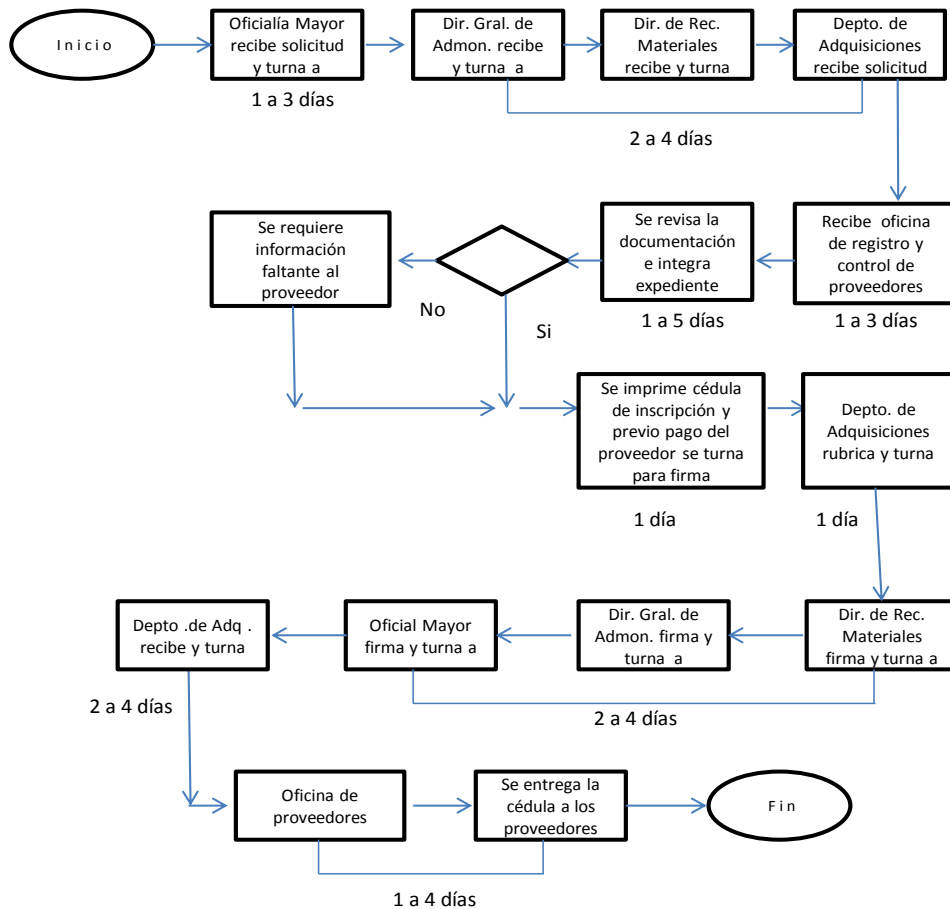 Inicio
Oficialía Mayor
recibe solicitud
y turna a
Dir. Gral. de
Admon. recibe
y turna a
Dir. de Rec.
Materiales
recibe y turna
Depto. de
Adquisiciones
recibe solicitud
1 a 3 días
2 a 4 días
Se requiere
información
faltante al
proveedor
Se revisa la
documentación
e integra
expediente
Recibe oficina
de registro y
control de
proveedores
No
Si
1 a 5 días
1 a 3 días
Se imprime cédula
de inscripción y
previo pago del
proveedor se turna
para firma
Depto. de
Adquisiciones
rubrica y turna
1 día
1 día
Depto .de Adq .
recibe y turna
Oficial Mayor
firma y turna a
Dir. Gral. de
Admon. firma y
turna a
Dir. de Rec.
Materiales
firma y turna a
2 a 4 días
2 a 4 días
Oficina de
proveedores
Se entrega la
cédula a los
proveedores
Fin
1 a 4 días